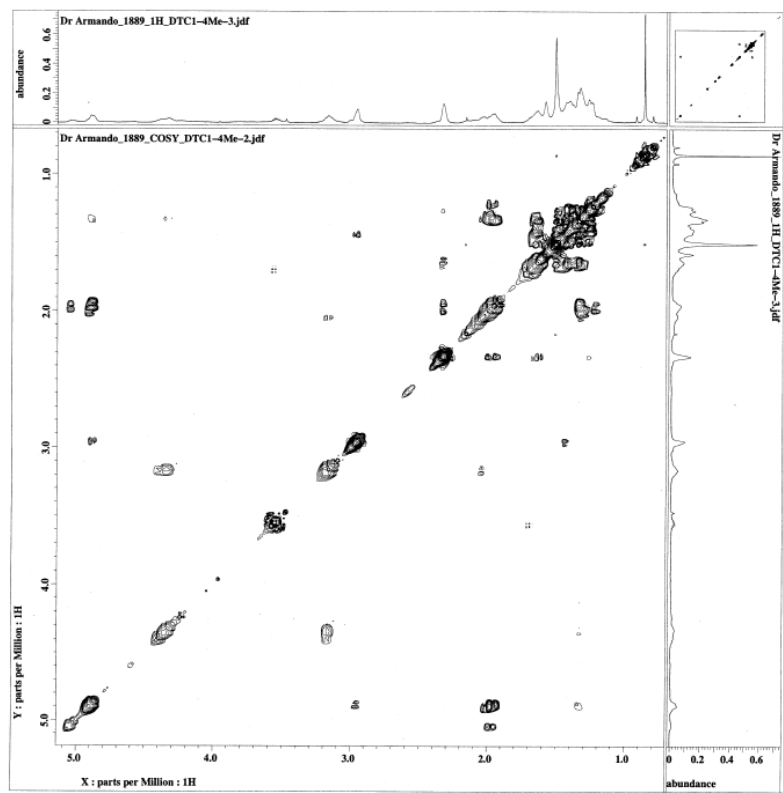 Dr Armando_1889_1H_DTC1-4Me-3.jdf
abundance
0 0.2 0.4 0.6
Dr Armando_1889_COSY_DTC1-4Me-2.jdf
Dr Armando_1889_1H_DTC1-4Me-3.jdf
Y : parts per Million : 1H
1.0
2.0
3.0
4.0
5.0
5.0 4.0 3.0 2.0 1.0
X : parts per Million : 1H
0 0.2 0.4 0.6
abundance